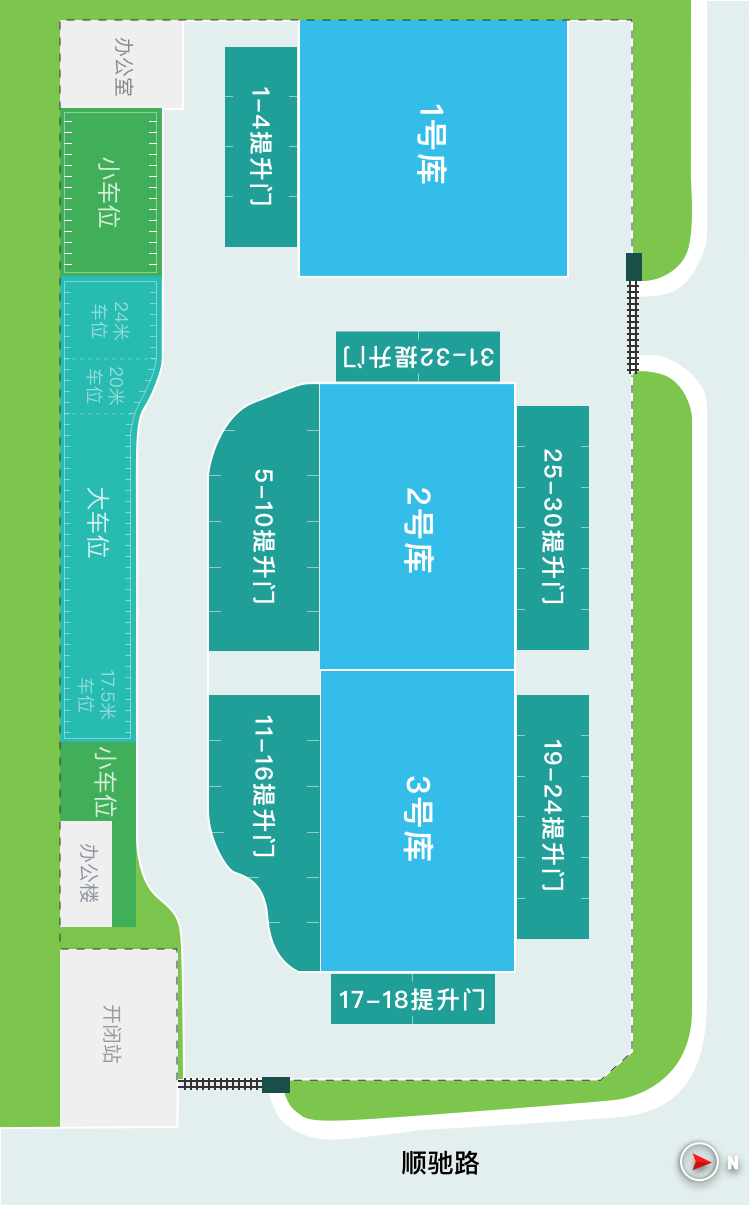 办公室
1-4提升门
1号库
小车位
24米
车位
20米
车位
31-32提升门
大车位
5-10提升门
2号库
25-30提升门
17.5米
车位
小车位
11-16提升门
3号库
19-24提升门
办公楼
17-18提升门
开闭站
顺驰路
N